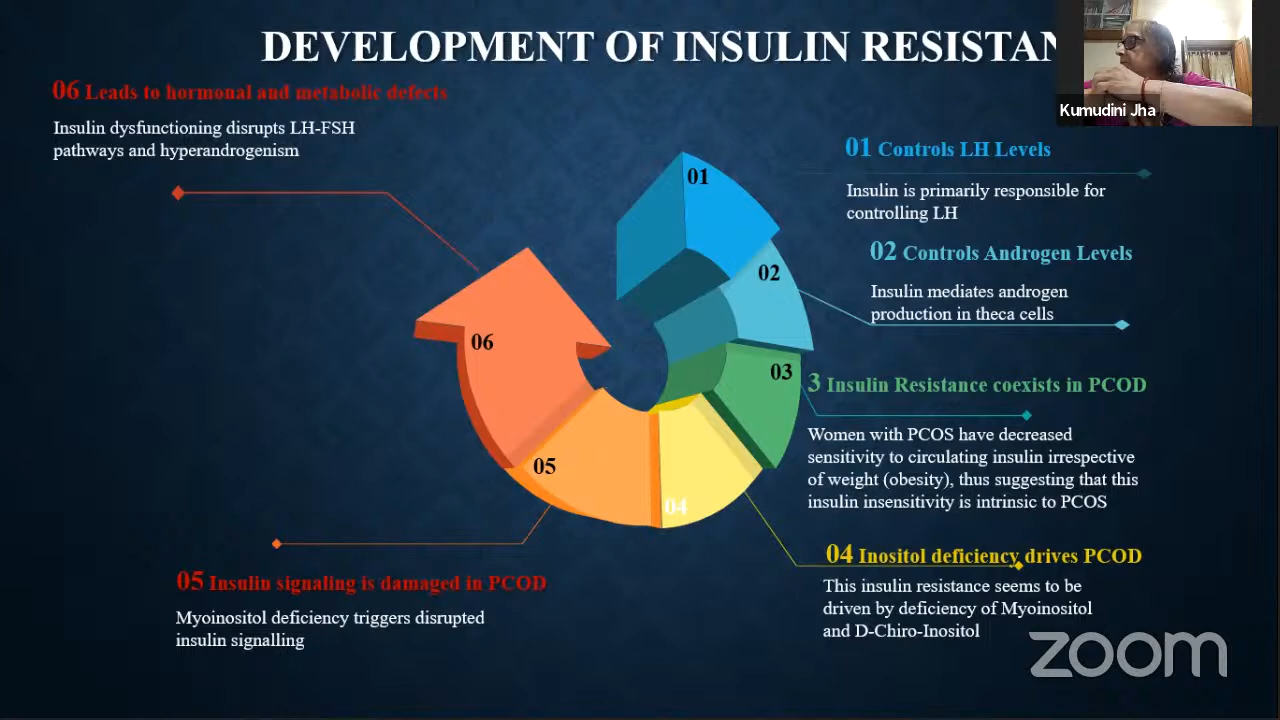 DEVELOPMENT OF INSULIN RESISTAN
Kumudini Jha
06 Leads to hormonal and metabolic defects
Insulin dysfunctioning disrupts LH-FSH
pathways and hyperandrogenism
01 Controls LH Levels
Insulin is primarily responsible for
controlling LH
02 Controls Androgen Levels
Insulin mediates androgen
production in theca cells
3 Insulin Resistance coexists in PCOD
Women with PCOS have decreased
sensitivity to circulating insulin irrespective
of weight (obesity), thus suggesting that this
insulin insensitivity is intrinsic to PCOS
04 Inositol deficiency drives PCOD
This insulin resistance seems to be
driven by deficiency of Myoinositol
and D-Chiro-Inositol
05 Insulin signaling is damaged in PCOD
Myoinositol deficiency triggers disrupted
insulin signalling
01
02
03
04
05
06
zoom